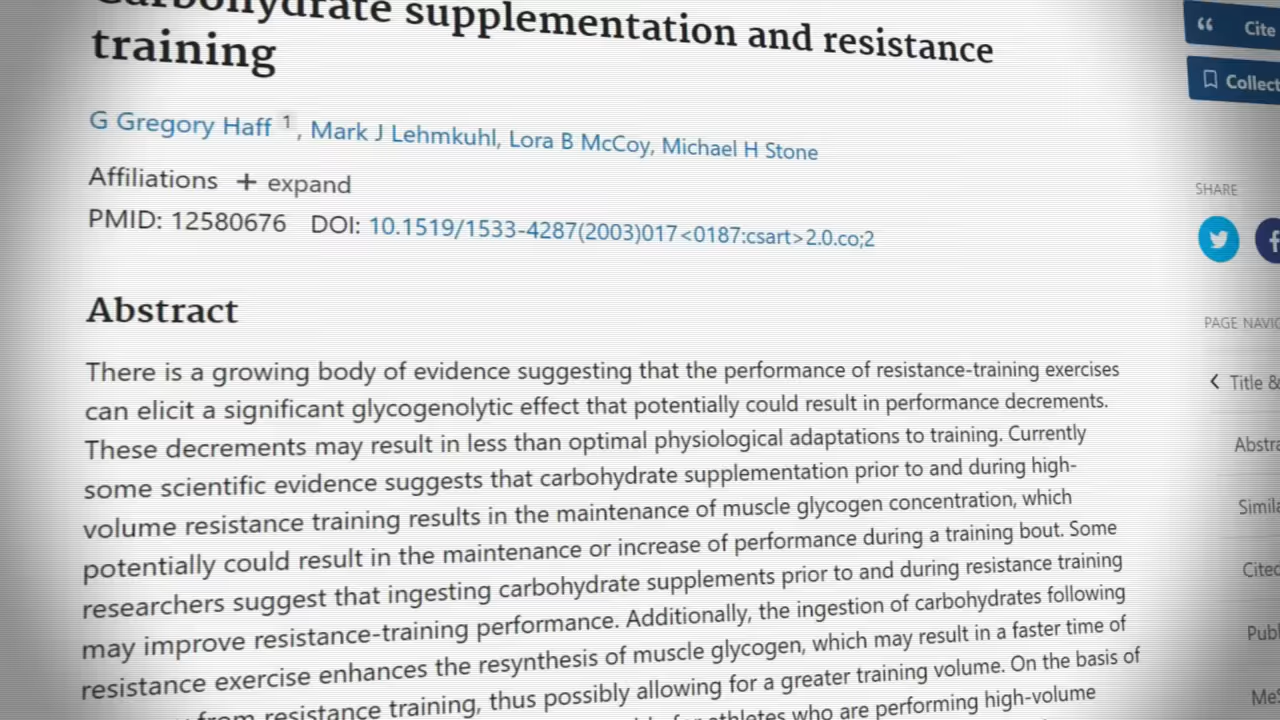 Carbohydrate supplementation and resistance
training
Cite
Collect
G Gregory Haff 1, Mark J Lehmkuhl, Lora B McCoy, Michael H Stone
Affiliations + expand
PMID: 12580676 DOI: 10.1519/1533-4287(2003)017<0187:csart>2.0.co;2
SHARE
Abstract
PAGE NAVIG
There is a growing body of evidence suggesting that the performance of resistance-training exercises
can elicit a significant glycogenolytic effect that potentially could result in performance decrements.
These decrements may result in less than optimal physiological adaptations to training. Currently
some scientific evidence suggests that carbohydrate supplementation prior to and during high-
volume resistance training results in the maintenance of muscle glycogen concentration, which
potentially could result in the maintenance or increase of performance during a training bout. Some
researchers suggest that ingesting carbohydrate supplements prior to and during resistance training
may improve resistance-training performance. Additionally, the ingestion of carbohydrates following
resistance exercise enhances the resynthesis of muscle glycogen, which may result in a faster time of
from resistance training, thus possibly allowing for a greater training volume. On the basis of
for athletes who are performing high-volume
Title &
Abstra
Simila
Cited
Publ
MeS